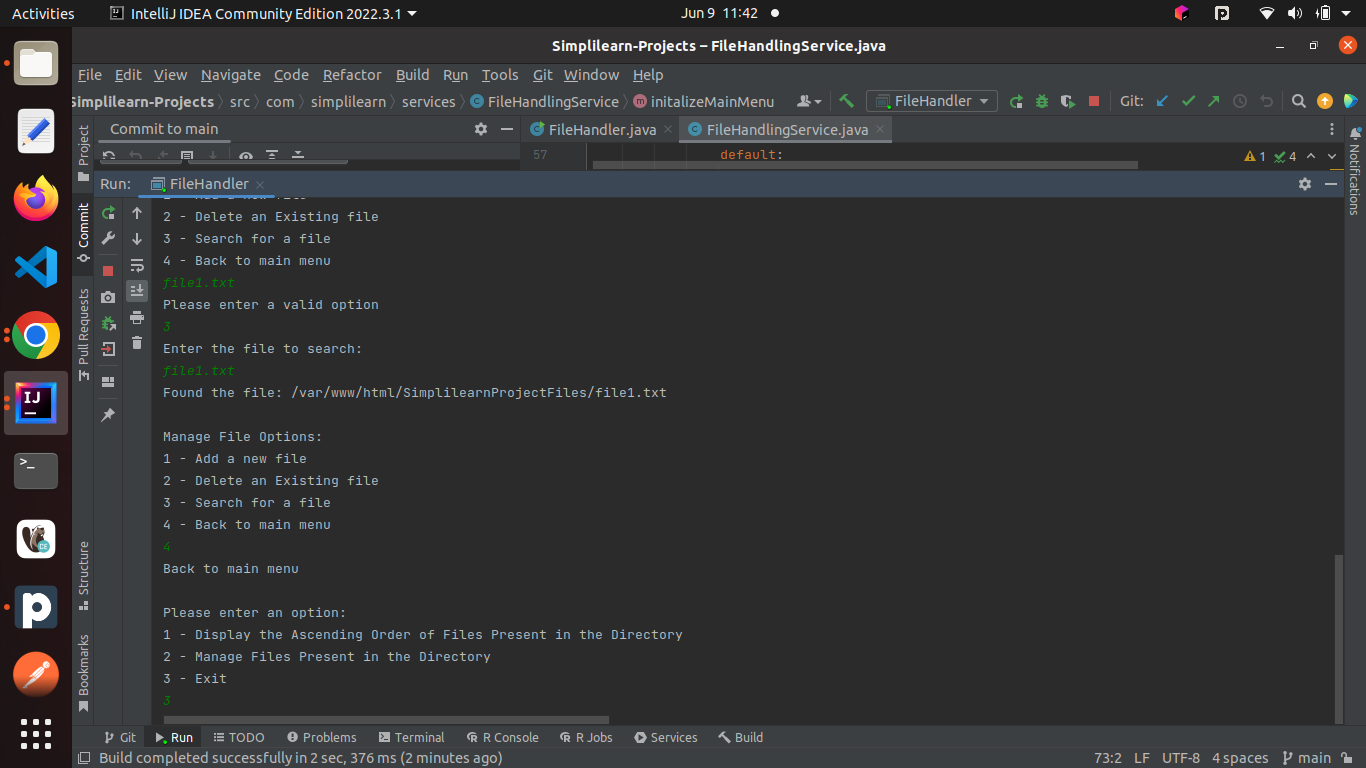 Activities
IntelliJ IDEA Community Edition 2022.3.1
Jun 9 11:42
Simplilearn-Projects – FileHandlingService.java
File Edit View Navigate Code Refactor Build Run Tools Git Window Help
Simplilearn-Projects src com simplilearn services FileHandlingService initalizeMainMenu
FileHandler
Git:
Project
Commit to main
FileHandler.java
FileHandlingService.java
57
default:
1
4
Notifications
Run:
FileHandler
Commit
Pull Requests
Structure
Bookmarks
2 - Delete an Existing file
3 - Search for a file
4 - Back to main menu
file1.txt
Please enter a valid option
3
Enter the file to search:
file1.txt
Found the file: /var/www/html/SimplilearnProjectFiles/file1.txt
Manage File Options:
1 - Add a new file
2 - Delete an Existing file
3 - Search for a file
4 - Back to main menu
4
Back to main menu
Please enter an option:
1 - Display the Ascending Order of Files Present in the Directory
2 - Manage Files Present in the Directory
3 - Exit
3
Git Run TODO Problems Terminal R Console R Jobs Services Build
Build completed successfully in 2 sec, 376 ms (2 minutes ago)
73:2 LF UTF-8 4 spaces main